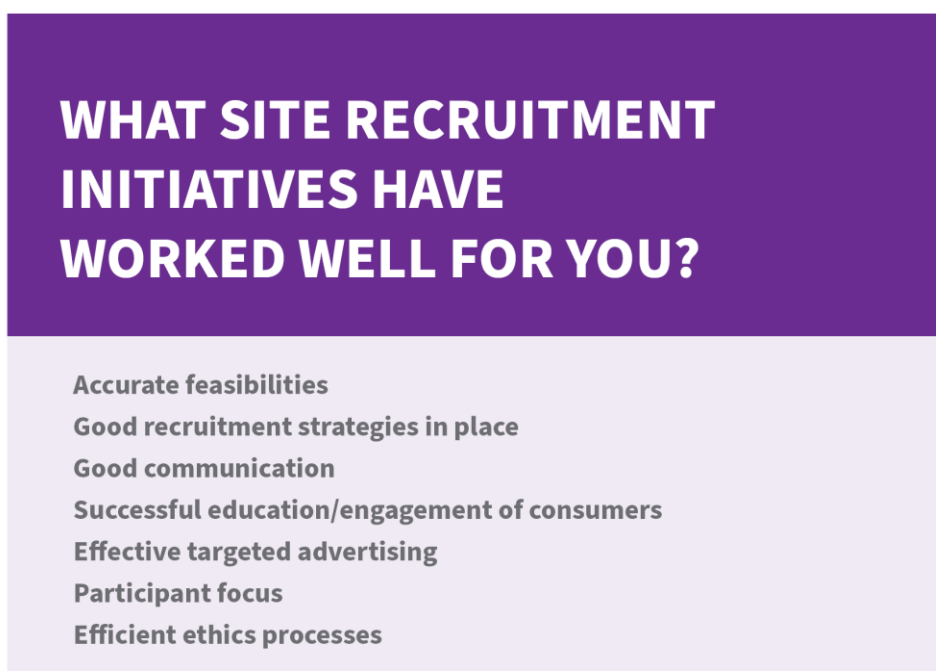 WHAT SITE RECRUITMENT
INITIATIVES HAVE
WORKED WELL FOR YOU?
Accurate feasibilities
Good recruitment strategies in place
Good communication
Successful education/engagement of consumers
Effective targeted advertising
Participant focus
Efficient ethics processes